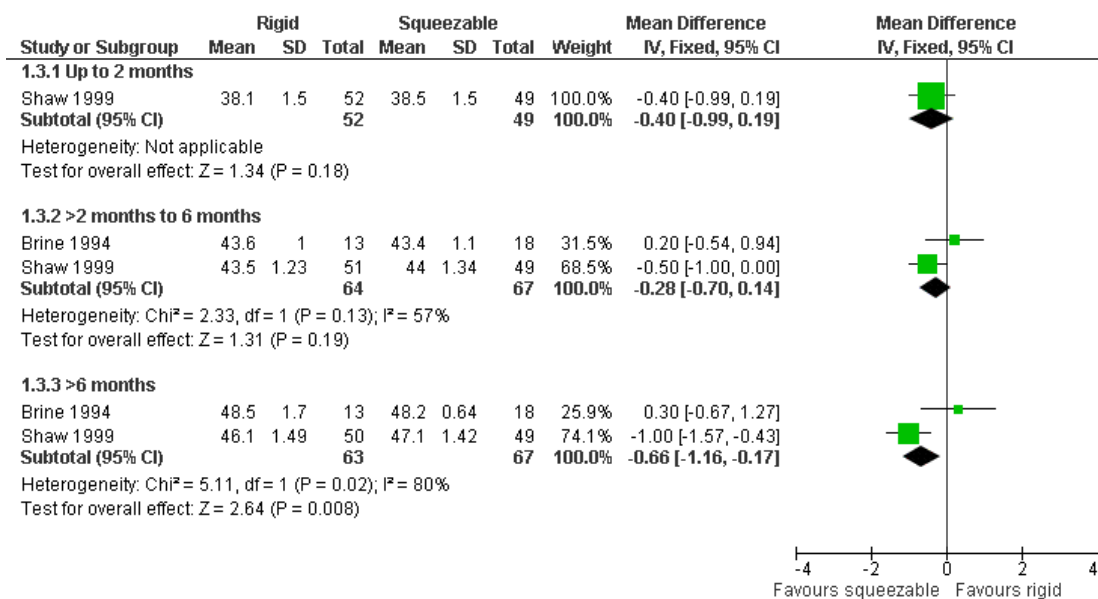 Rigid Squeezable Mean Difference Mean Difference
Study or Subgroup Mean SD Total Mean SD Total Weight IV, Fixed, 95% CI IV, Fixed, 95% CI
1.3.1 Up to 2 months
Shaw 1999 38.1 1.5 52 38.5 1.5 49 100.0% -0.40 [-0.99, 0.19]
Subtotal (95% CI) 52 49 100.0% -0.40 [-0.99, 0.19]
Heterogeneity: Not applicable
Test for overall effect: Z = 1.34 (P = 0.18)
1.3.2 >2 months to 6 months
Brine 1994 43.6 1 13 43.4 1.1 18 31.5% 0.20 [-0.54, 0.94]
Shaw 1999 43.5 1.23 51 44 1.34 49 68.5% -0.50 [-1.00, 0.00]
Subtotal (95% CI) 64 67 100.0% -0.28 [-0.70, 0.14]
Heterogeneity: Chi² = 2.33, df = 1 (P = 0.13); I² = 57%
Test for overall effect: Z = 1.31 (P = 0.19)
1.3.3 >6 months
Brine 1994 48.5 1.7 13 48.2 0.64 18 25.9% 0.30 [-0.67, 1.27]
Shaw 1999 46.1 1.49 50 47.1 1.42 49 74.1% -1.00 [-1.57, -0.43]
Subtotal (95% CI) 63 67 100.0% -0.66 [-1.16, -0.17]
Heterogeneity: Chi² = 5.11, df = 1 (P = 0.02); I² = 80%
Test for overall effect: Z = 2.64 (P = 0.008)
-4 -2 0 2 4
Favours squeezable Favours rigid